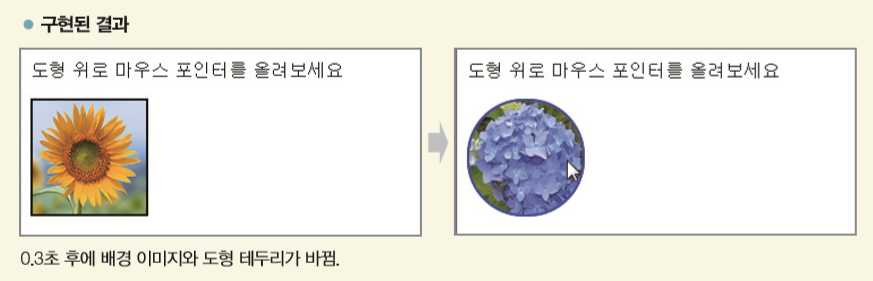 ● 구현된 결과
도형 위로 마우스 포인터를 올려보세요
도형 위로 마우스 포인터를 올려보세요
0.3초 후에 배경 이미지와 도형 테두리가 바뀜.